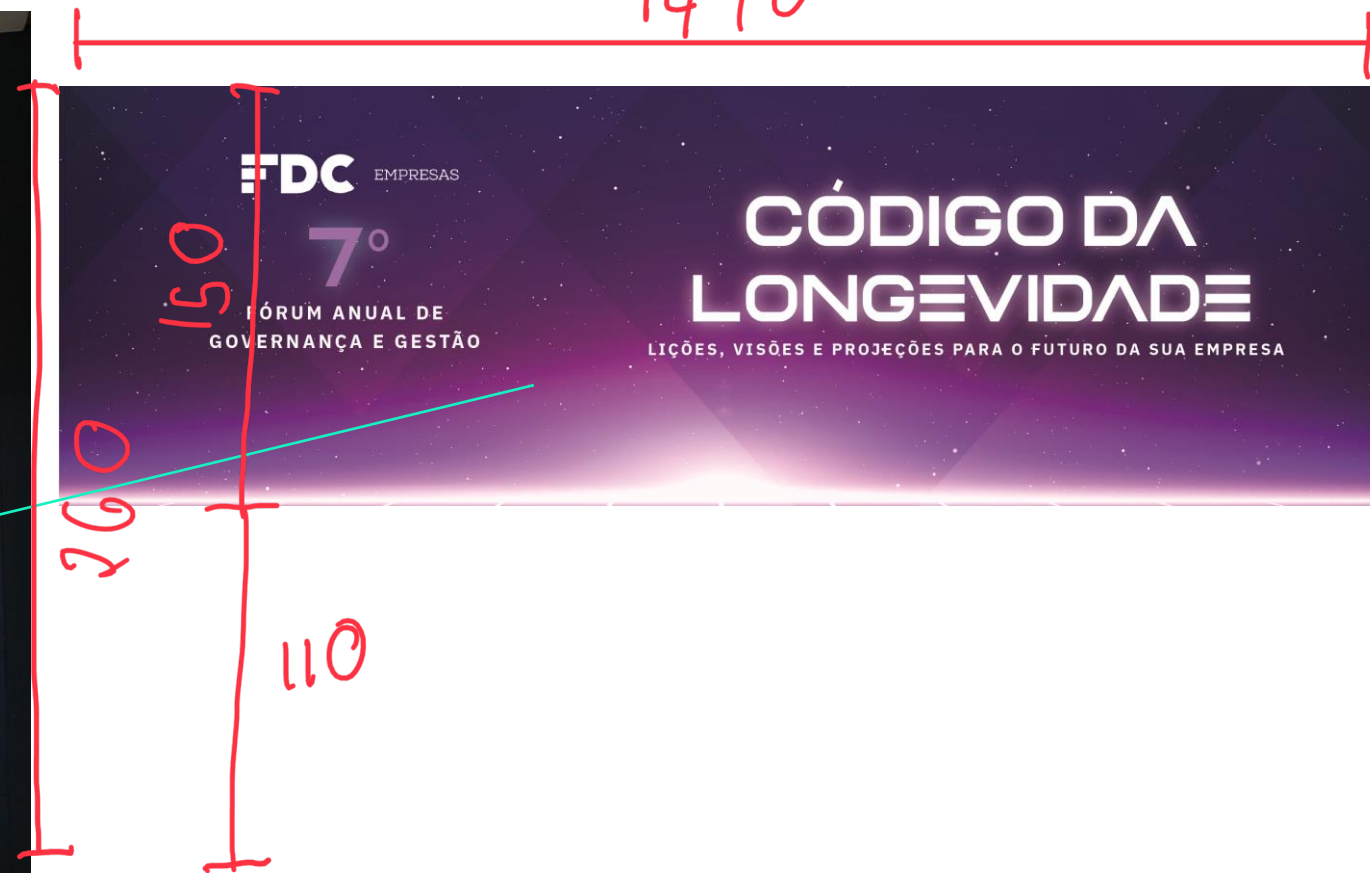 FDC EMPRESAS
7º
FÓRUM ANUAL DE
GOVERNANÇA E GESTÃO
CÓDIGO DA
LONGEVIDADE
LIÇÕES, VISÕES E PROJEÇÕES PARA O FUTURO DA SUA EMPRESA
150
260
110